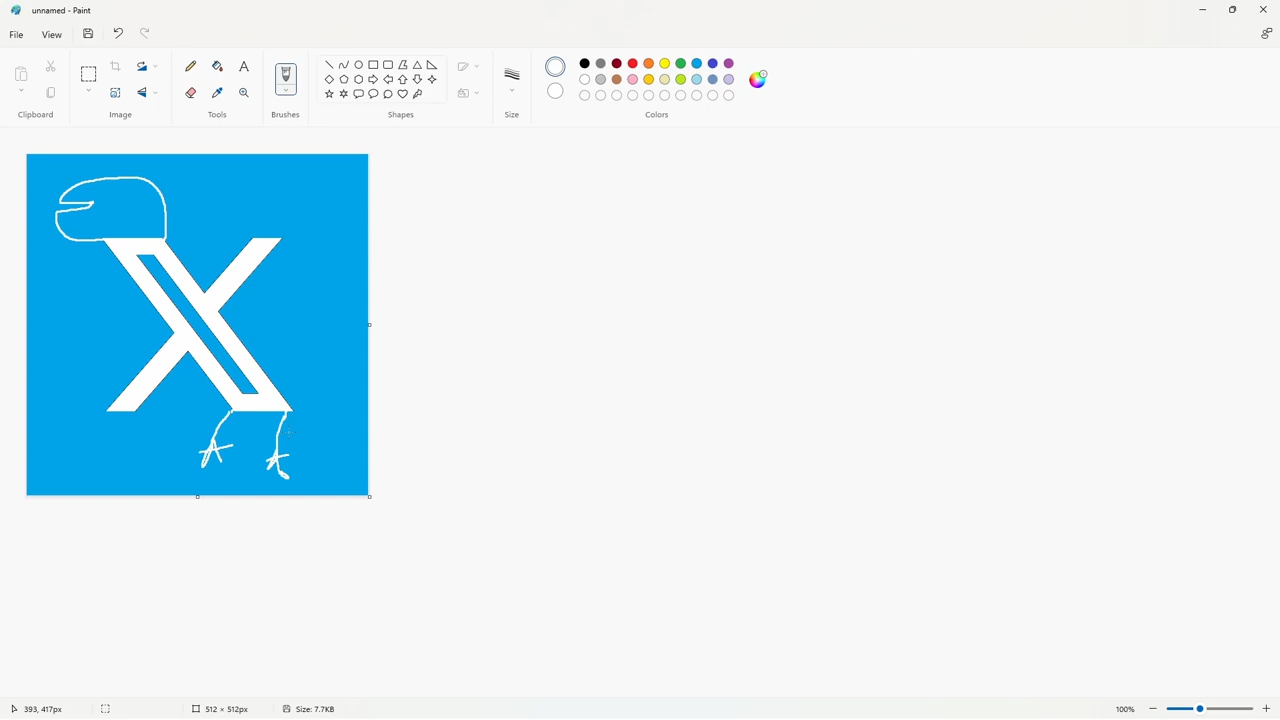 unnamed - Paint
File View
Clipboard Image Tools Brushes Shapes Size Colors
X
393, 417px 512 × 512px Size: 7.7KB 100%